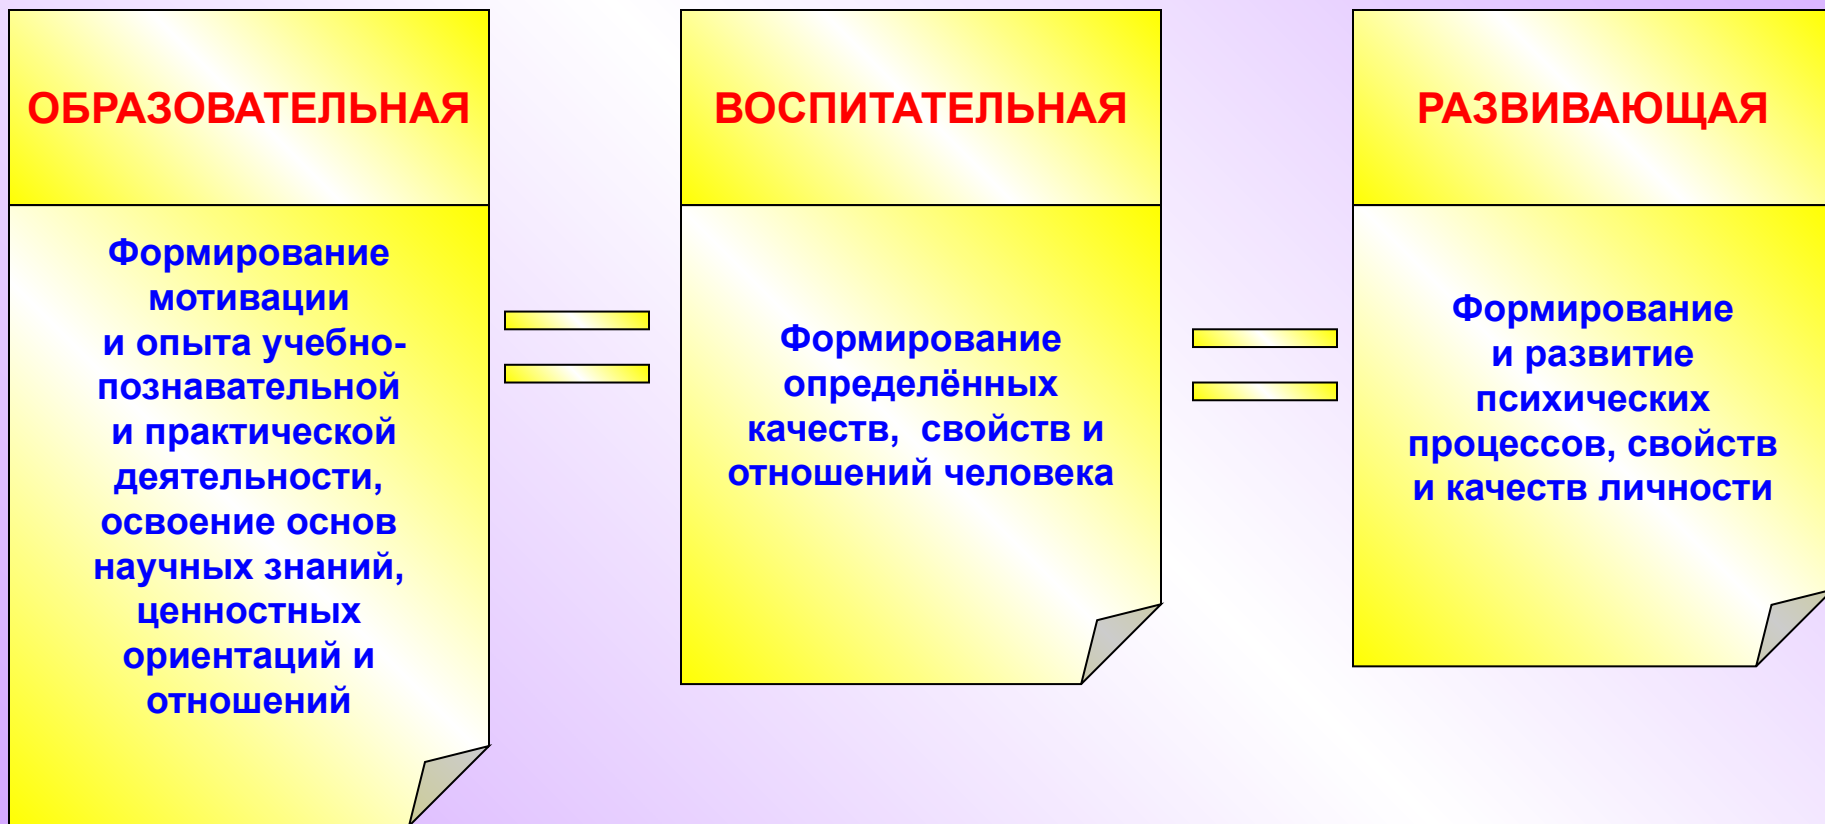 ОБРАЗОВАТЕЛЬНАЯ
Формирование
мотивации
и опыта учебно-
познавательной
и практической
деятельности,
освоение основ
научных знаний,
ценностных
ориентаций и
отношений
ВОСПИТАТЕЛЬНАЯ
Формирование
определённых
качеств, свойств и
отношений человека
РАЗВИВАЮЩАЯ
Формирование
и развитие
психических
процессов, свойств
и качеств личности